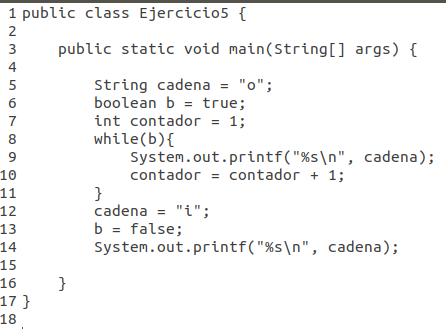 1 public class Ejercicio5 {
2
3     public static void main(String[] args) {
4
5         String cadena = "o";
6         boolean b = true;
7         int contador = 1;
8         while(b){
9             System.out.printf("%s\n", cadena);
10             contador = contador + 1;
11         }
12         cadena = "i";
13         b = false;
14         System.out.printf("%s\n", cadena);
15
16     }
17 }
18